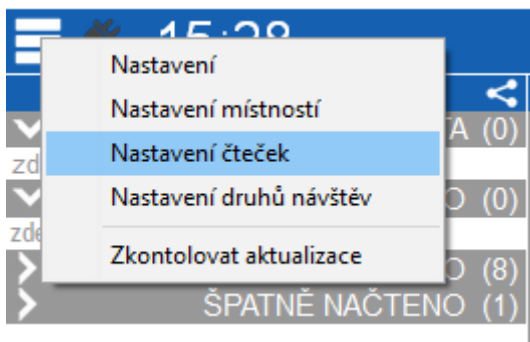 15:28
Nastavení
Nastavení místností
Nastavení čteček
Nastavení druhů návštěv
Zkontolovat aktualizace
(0)
(0)
(8)
ŠPATNĚ NAČTENO (1)